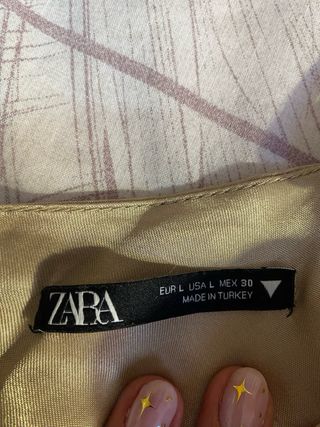 ZARA
EUR L USA L MEX 30
MADE IN TURKEY